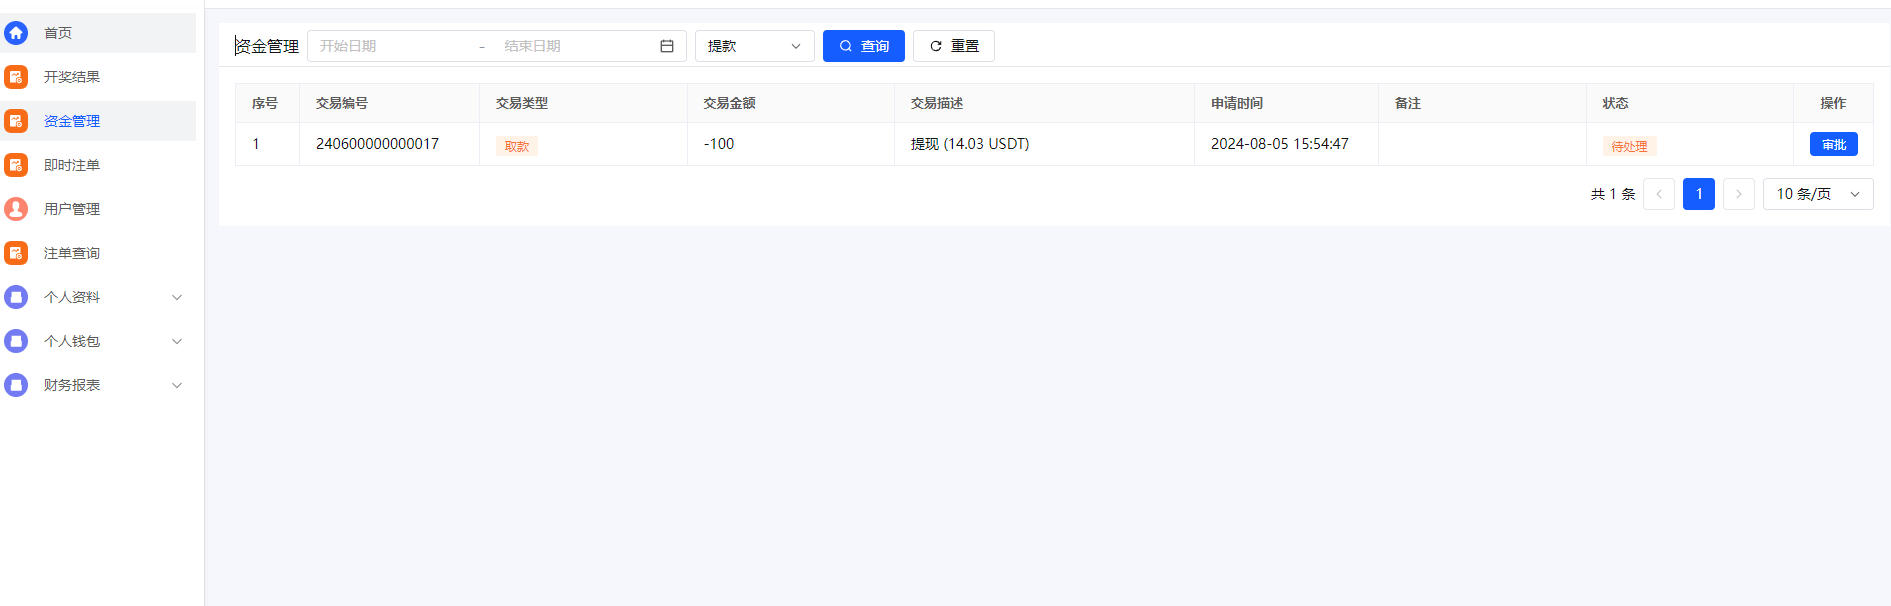 首页
开奖结果
资金管理
即时注单
用户管理
注单查询
个人资料
个人钱包
财务报表
资金管理 开始日期 - 结束日期 提款 查询 重置
序号 交易编号 交易类型 交易金额 交易描述 申请时间 备注 状态 操作
1 240600000000017 取款 -100 提现 (14.03 USDT) 2024-08-05 15:54:47 待处理 审批
共 1 条 1 10 条/页